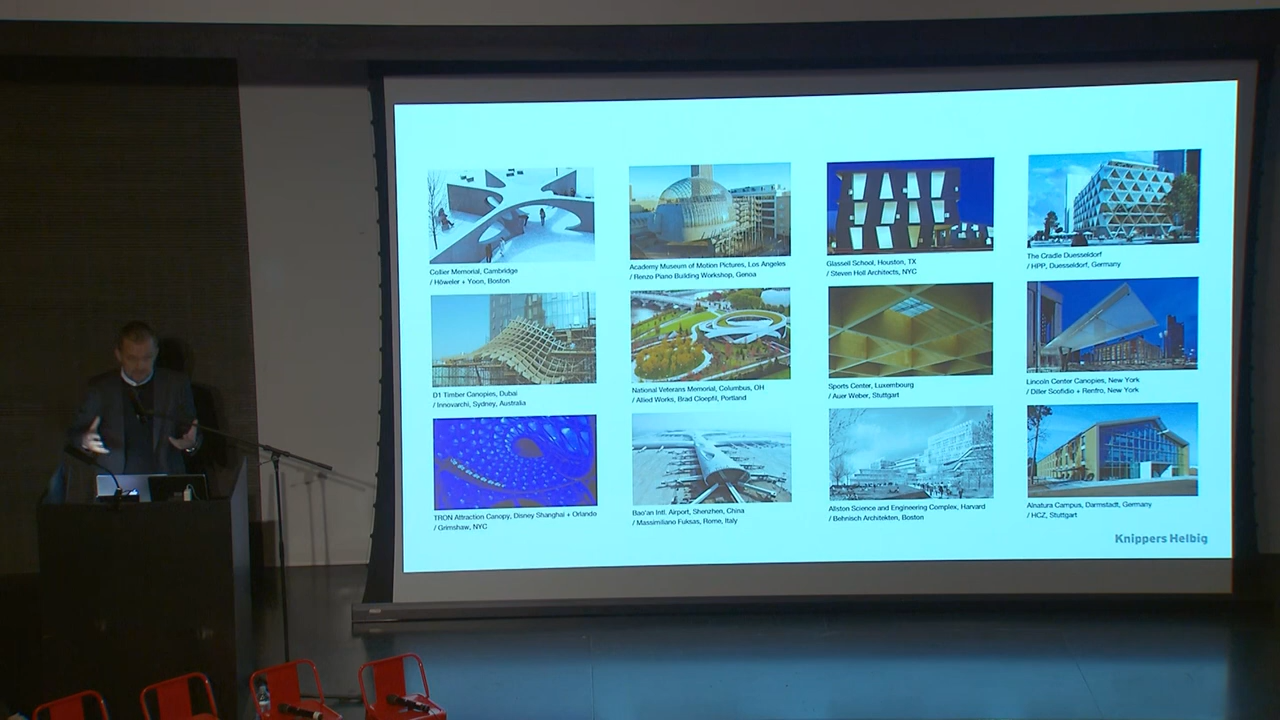 Collier Memorial, Cambridge
/ Höweler + Yoon, Boston
Academy Museum of Motion Pictures, Los Angeles
/ Renzo Piano Building Workshop, Genoa
Glassell School, Houston, TX
/ Steven Holl Architects, NYC
The Cradle Duesseldorf
/ HPP, Duesseldorf, Germany
D1 Timber Canopies, Dubai
/ Innovarchi, Sydney, Australia
National Veterans Memorial, Columbus, OH
/ Allied Works, Brad Cloepfil, Portland
Sports Center, Luxembourg
/ Auer Weber, Stuttgart
Lincoln Center Canopies, New York
/ Diller Scofidio + Renfro, New York
TRON Attraction Canopy, Disney Shanghai + Orlando
/ Grimshaw, NYC
Bao'an Intl. Airport, Shenzhen, China
/ Massimiliano Fuksas, Rome, Italy
Allston Science and Engineering Complex, Harvard
/ Behnisch Architekten, Boston
Alnatura Campus, Darmstadt, Germany
/ HCZ, Stuttgart
Knippers Helbig